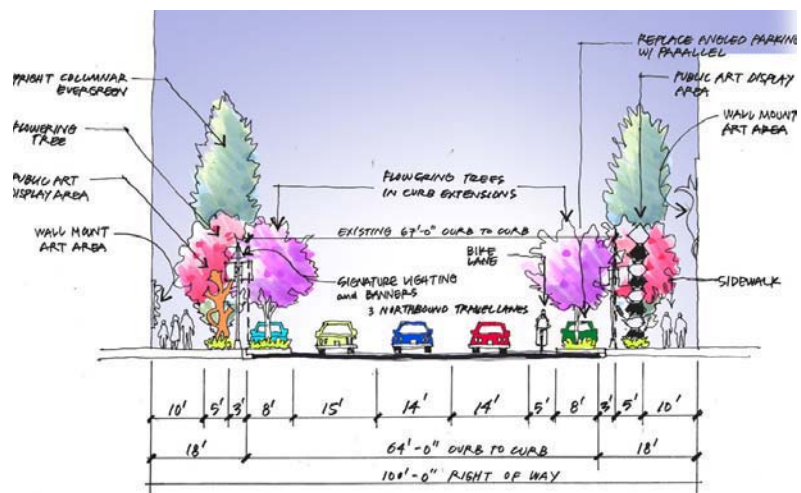 REPLACE ANGLED PARKING
W/ PARALLEL
PRIGHT COLUMNAR
EVERGREEN
PUBLIC ART DISPLAY
AREA
FLOWERING
TREE
WALL MOUNT
ART AREA
PUBLIC ART
DISPLAY AREA
FLOWERING TREES
IN CURB EXTENSIONS
WALL MOUNT
ART AREA
EXISTING 67'-0" CURB TO CURB
BIKE
LANE
SIGNATURE LIGHTING
and BANNERS
3 NORTHBOUND TRAVEL LANES
SIDEWALK
10' 5' 3' 8' 15' 14' 14' 5' 8' 3' 5' 10'
18' 64'-0" CURB TO CURB 18'
100'-0" RIGHT OF WAY